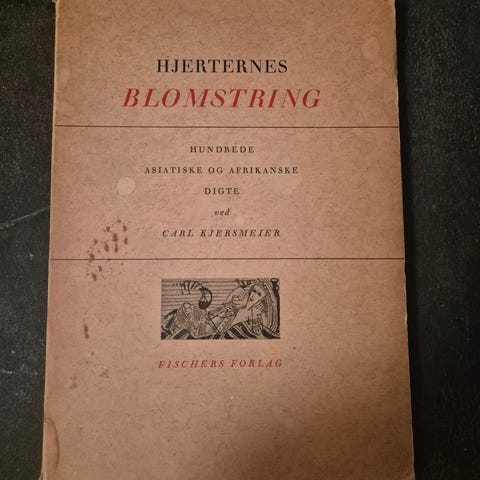 HJERTERNES
BLOMSTRING
HUNDREDE
ASIATISKE OG AFRIKANSKE
DIGTE
ved
CARL KJERSMEIER
FISCHERS FORLAG